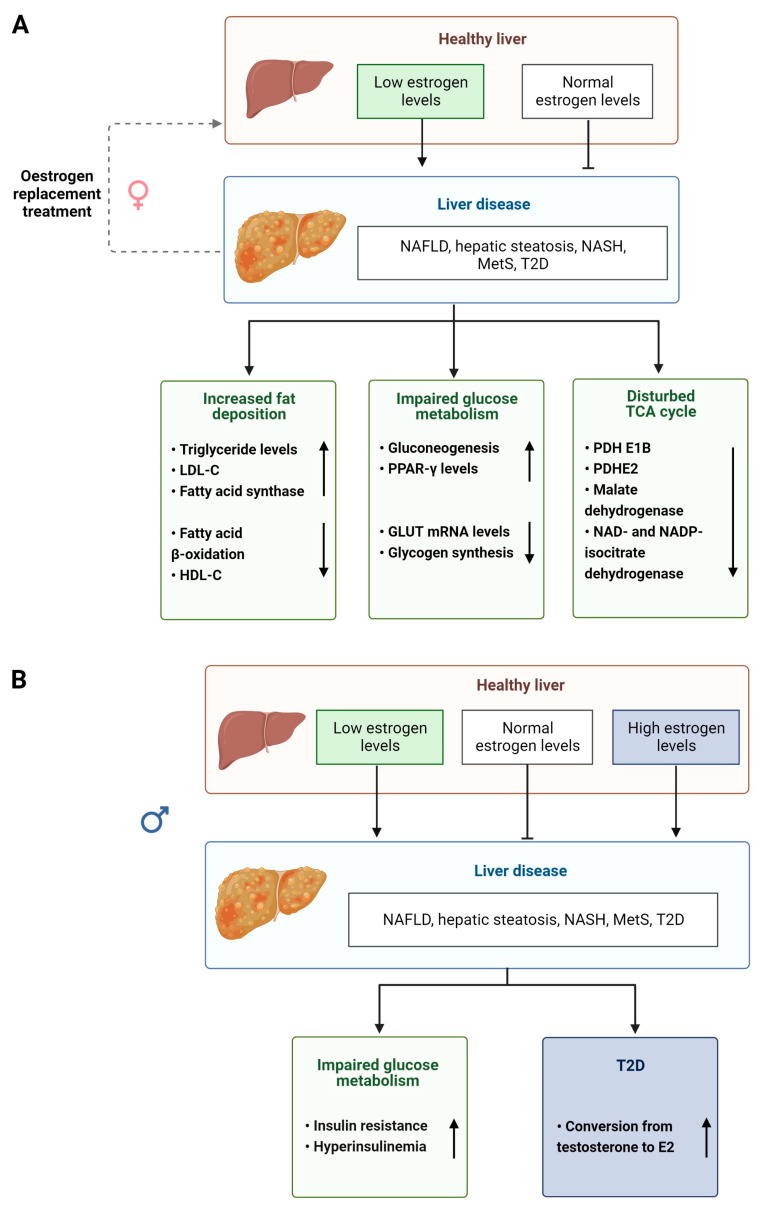 A
Healthy liver
Low estrogen
levels
Normal
estrogen levels
Oestrogen
replacement
treatment
♀
Liver disease
NAFLD, hepatic steatosis, NASH,
MetS, T2D
Increased fat
deposition
• Triglyceride levels
• LDL-C
• Fatty acid synthase
• Fatty acid
β-oxidation
• HDL-C
Impaired glucose
metabolism
• Gluconeogenesis
• PPAR-γ levels
• GLUT mRNA levels
• Glycogen synthesis
Disturbed
TCA cycle
• PDH E1B
• PDHE2
• Malate
dehydrogenase
• NAD- and NADP-
isocitrate
dehydrogenase
B
Healthy liver
Low estrogen
levels
Normal
estrogen levels
High estrogen
levels
♂
Liver disease
NAFLD, hepatic steatosis, NASH, MetS, T2D
Impaired glucose
metabolism
• Insulin resistance
• Hyperinsulinemia
T2D
• Conversion from
testosterone to E2